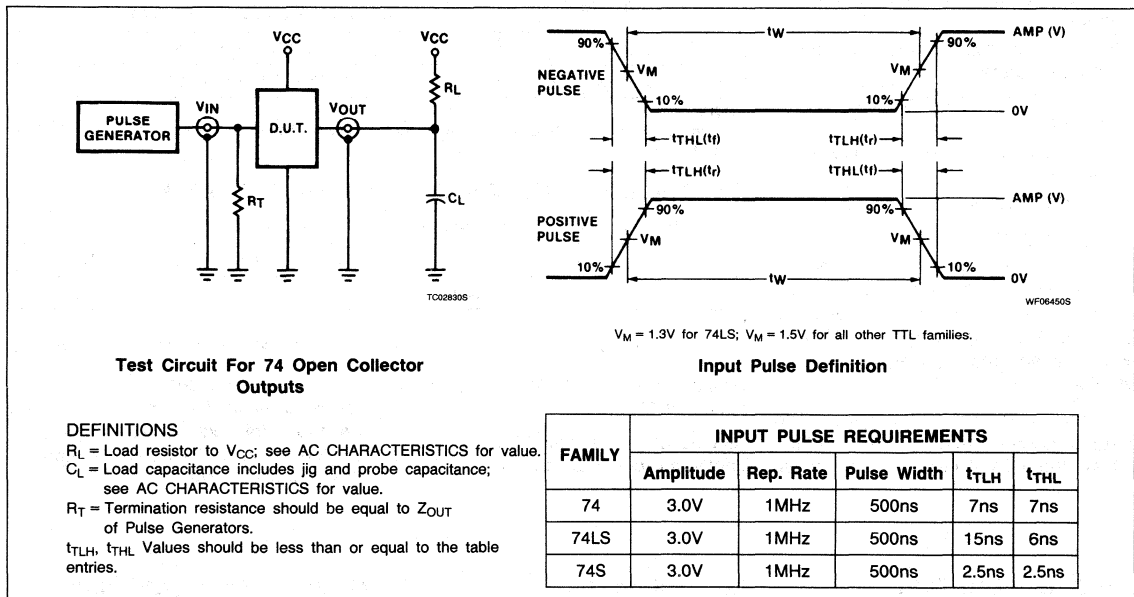 VCC
VCC
RL
PULSE
GENERATOR
VIN
D.U.T.
VOUT
RT
CL
TC02830S
Test Circuit For 74 Open Collector
Outputs
90%
tW
90%
AMP (V)
NEGATIVE
PULSE
VM
VM
10%
10%
0V
tTHL(tf)
tTLH(tr)
tTLH(tr)
tTHL(tf)
AMP (V)
90%
90%
POSITIVE
PULSE
VM
VM
10%
tW
10%
0V
WF06450S
VM = 1.3V for 74LS; VM = 1.5V for all other TTL families.
Input Pulse Definition
DEFINITIONS
RL = Load resistor to VCC; see AC CHARACTERISTICS for value.
CL = Load capacitance includes jig and probe capacitance;
see AC CHARACTERISTICS for value.
RT = Termination resistance should be equal to ZOUT
of Pulse Generators.
tTLH, tTHL Values should be less than or equal to the table
entries.
FAMILY INPUT PULSE REQUIREMENTS
Amplitude Rep. Rate Pulse Width tTLH tTHL
74 3.0V 1MHz 500ns 7ns 7ns
74LS 3.0V 1MHz 500ns 15ns 6ns
74S 3.0V 1MHz 500ns 2.5ns 2.5ns